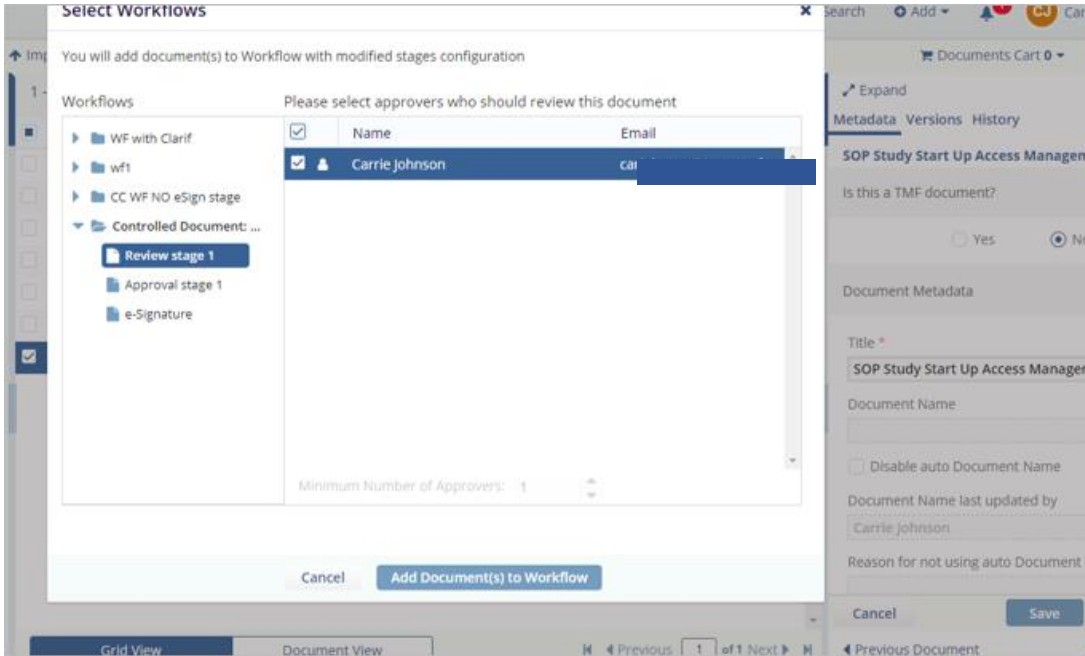 Select Workflows
Search Add CJ
You will add document(s) to Workflow with modified stages configuration
Documents Cart 0
Workflows
Please select approvers who should review this document
Name Email
WF with Clarif
wf1
CC WF NO eSign stage
Controlled Document: ...
Review stage 1
Approval stage 1
e-Signature
Carrie Johnson
Minimum Number of Approvers: 1
Cancel Add Document(s) to Workflow
1 -
Expand
Metadata Versions History
SOP Study Start Up Access
Is this a TMF document?
Yes
Document Metadata
Title *
SOP Study Start Up Access
Document Name
Disable auto Document Name
Document Name last updated by
Carrie Johnson
Reason for not using auto Document
Cancel Save
Grid View Document View Previous 1 of 1 Next
Previous Document